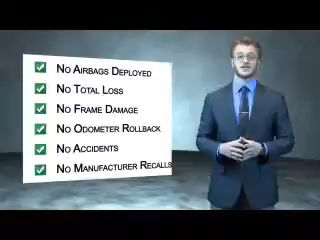 No Airbags Deployed
No Total Loss
No Frame Damage
No Odometer Rollback
No Accidents
No Manufacturer Recalls